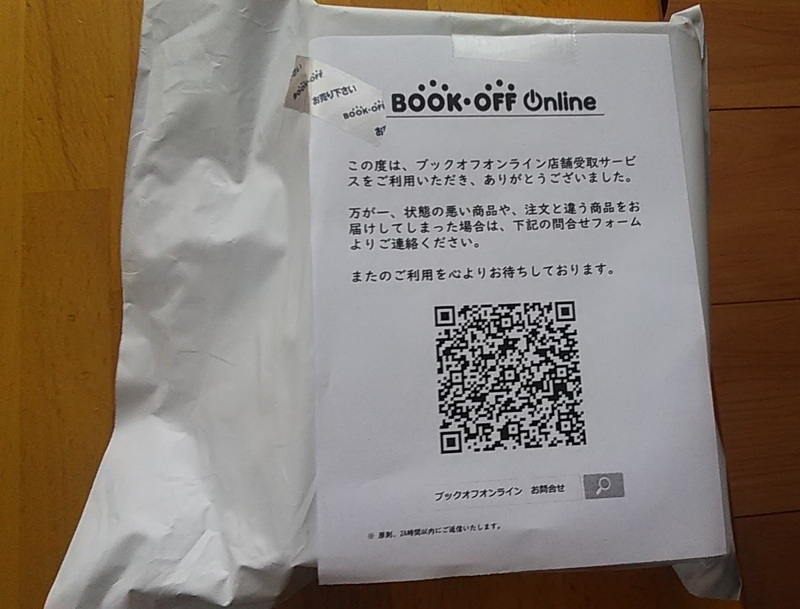 BOOK・OFF
お売り下さい
BOOK・OFF
BOOK・OFF Online
この度は、ブックオフオンライン店舗受取サービ
スをご利用いただき、ありがとうございました。
万が一、状態の悪い商品や、注文と違う商品をお
届けしてしまった場合は、下記の問合せフォーム
よりご連絡ください。
またのご利用を心よりお待ちしております。
ブックオフオンライン お問合せ
※ 原則、24時間以内にご返信いたします。